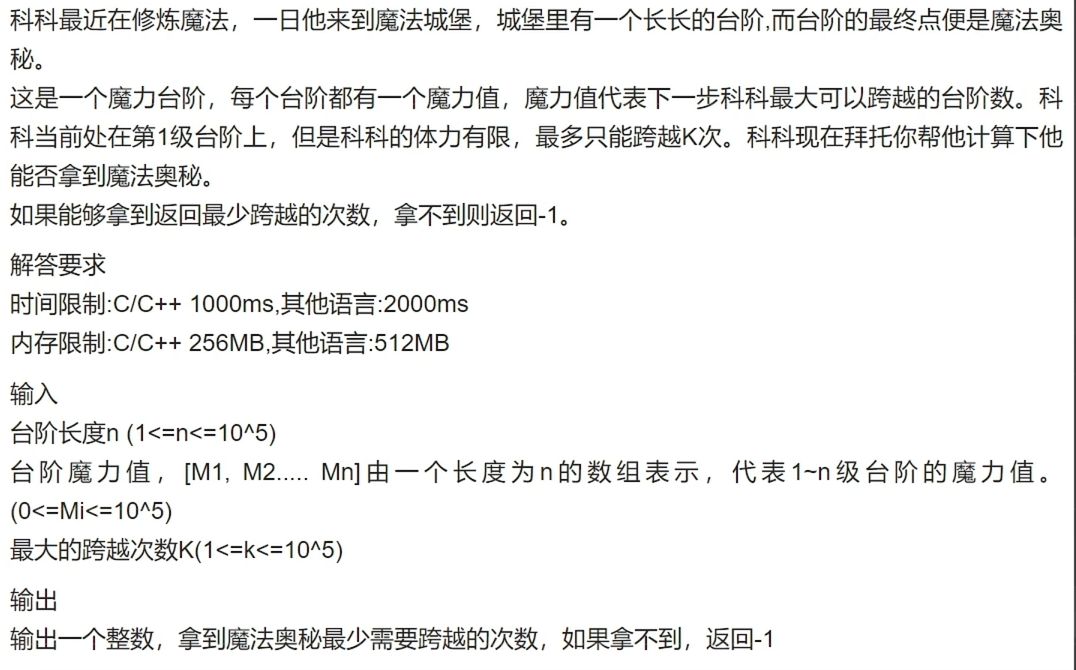 科科最近在修炼魔法，一日他来到魔法城堡，城堡里有一个长长的台阶,而台阶的最终点便是魔法奥
秘。
这是一个魔力台阶，每个台阶都有一个魔力值，魔力值代表下一步科科最大可以跨越的台阶数。科
科当前处在第1级台阶上，但是科科的体力有限，最多只能跨越K次。科科现在拜托你帮他计算下他
能否拿到魔法奥秘。
如果能够拿到返回最少跨越的次数，拿不到则返回-1。
解答要求
时间限制:C/C++ 1000ms,其他语言:2000ms
内存限制:C/C++ 256MB,其他语言:512MB
输入
台阶长度n (1<=n<=10^5)
台阶魔力值，[M1, M2..... Mn]由一个长度为n的数组表示，代表1~n级台阶的魔力值。
(0<=Mi<=10^5)
最大的跨越次数K(1<=k<=10^5)
输出
输出一个整数，拿到魔法奥秘最少需要跨越的次数，如果拿不到，返回-1